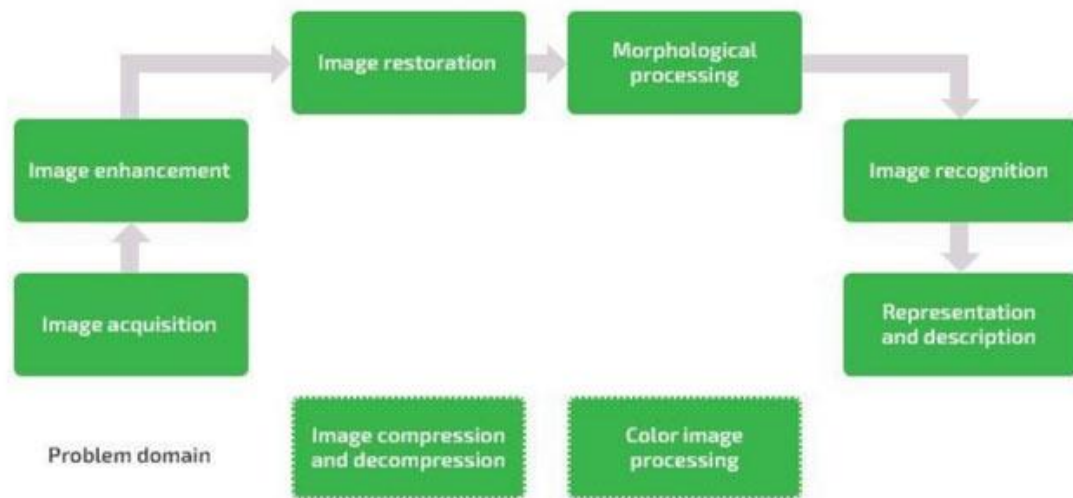 Image restoration
Morphological
processing
Image enhancement
Image recognition
Image acquisition
Representation
and description
Problem domain
Image compression
and decompression
Color image
processing